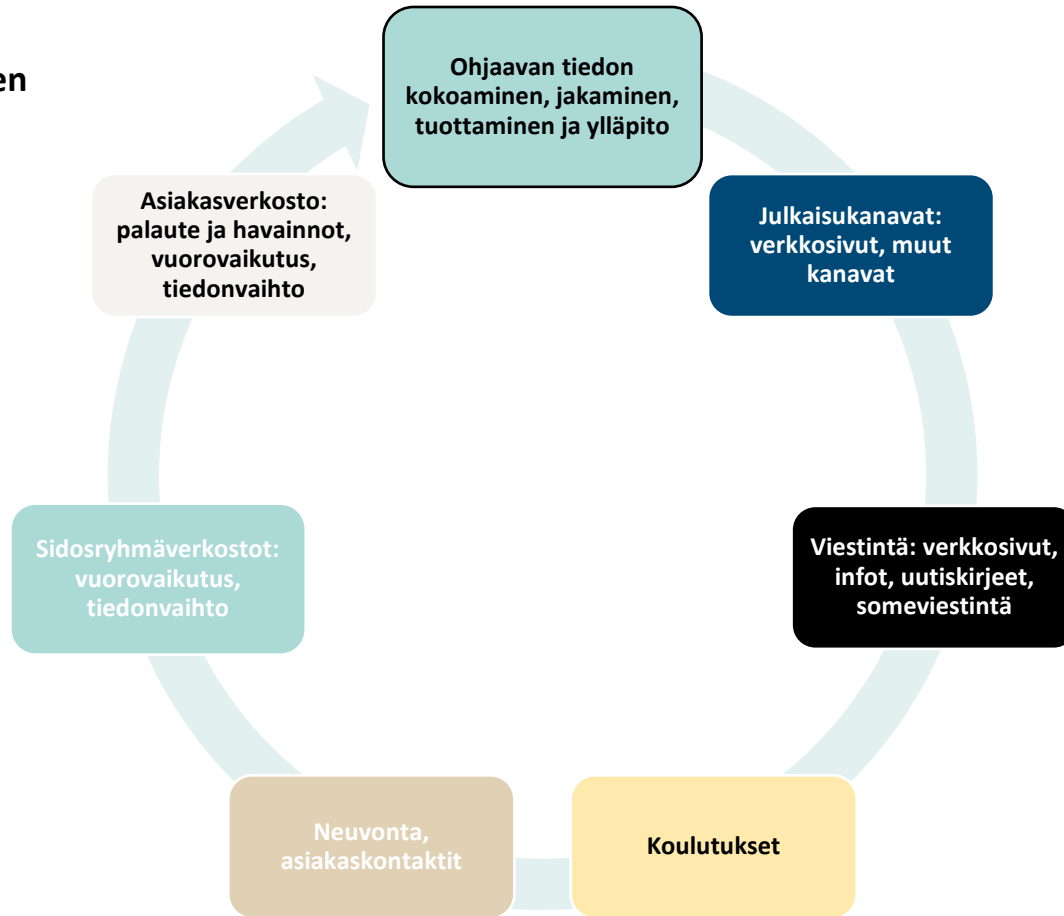 en
Ohjaavan tiedon
kokoaminen, jakaminen,
tuottaminen ja ylläpito
Julkaisukanavat:
verkkosivut, muut
kanavat
Viestintä: verkkosivut,
infot, uutiskirjeet,
someviestintä
Koulutukset
Neuvonta,
asiakaskontaktit
Sidosryhmäverkostot:
vuorovaikutus,
tiedonvaihto
Asiakasverkosto:
palaute ja havainnot,
vuorovaikutus,
tiedonvaihto